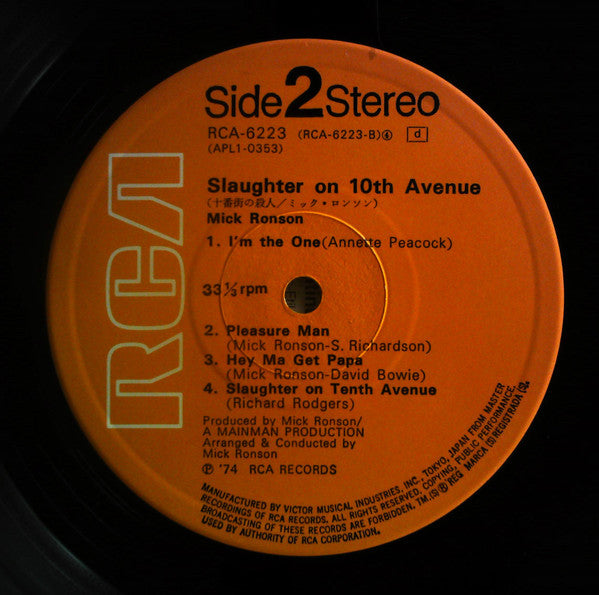 Side 2 Stereo
RCA-6223 (RCA-6223-B)④ d
(APL1-0353)
Slaughter on 10th Avenue
(十番街の殺人/ミック・ロンソン)
Mick Ronson
1. I'm the One(Annette Peacock)
33⅓ rpm
2. Pleasure Man
(Mick Ronson-S. Richardson)
3. Hey Ma Get Papa
(Mick Ronson-David Bowie)
4. Slaughter on Tenth Avenue
(Richard Rodgers)
Produced by Mick Ronson/
A MAINMAN PRODUCTION
Arranged & Conducted by
Mick Ronson
Ⓟ '74 RCA RECORDS
RCA
MANUFACTURED BY VICTOR MUSICAL INDUSTRIES, INC., TOKYO, JAPAN FROM MASTER
RECORDINGS OF RCA RECORDS. ALL RIGHTS RESERVED. COPYING, PUBLIC PERFORMANCE,
BROADCASTING OF THESE RECORDS ARE FORBIDDEN. TM./Ⓢ Ⓡ REG MARCA Ⓢ REGISTRADA
USED BY AUTHORITY OF RCA CORPORATION.